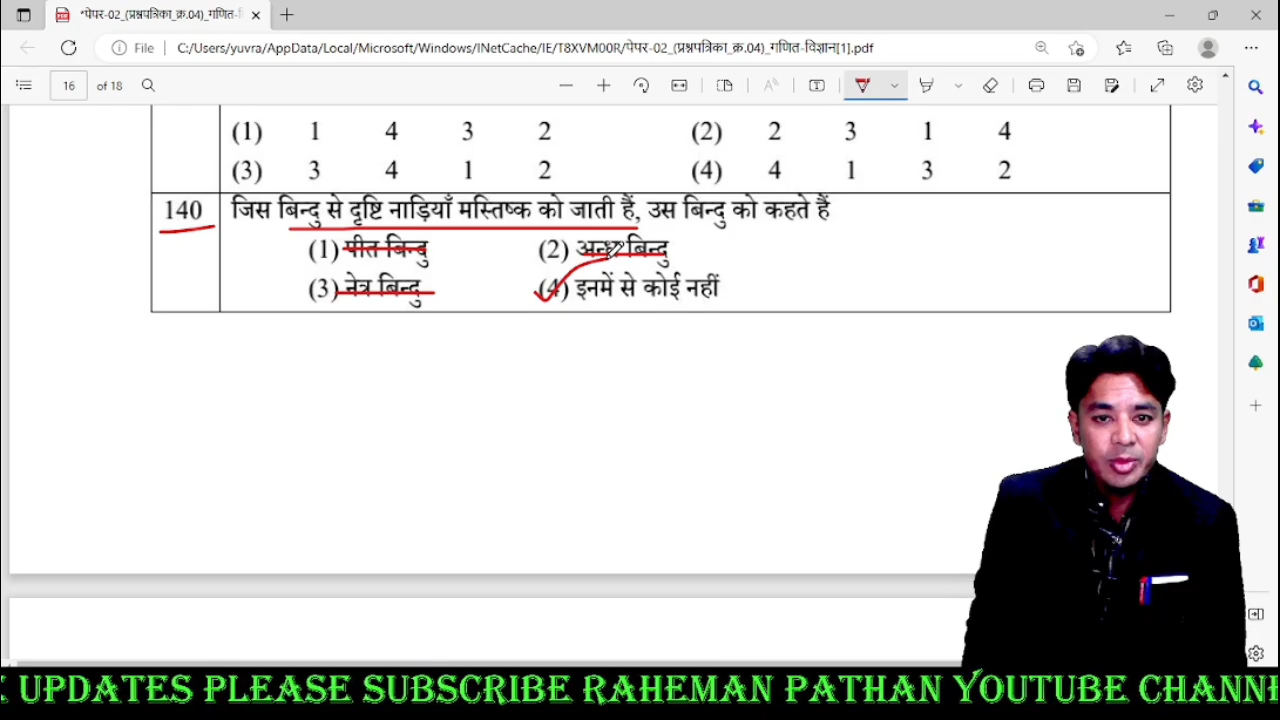 *पेपर-02_(प्रश्नपत्रिका_क्र.04)_गणित-वि
File C:/Users/yuvra/AppData/Local/Microsoft/Windows/INetCache/IE/T8XVM00R/पेपर-02_(प्रश्नपत्रिका_क्र.04)_गणित-विज्ञान[1].pdf
16 of 18
(1) 1 4 3 2 (2) 2 3 1 4
(3) 3 4 1 2 (4) 4 1 3 2
140 जिस बिन्दु से दृष्टि नाड़ियाँ मस्तिष्क को जाती हैं, उस बिन्दु को कहते हैं
(1) पीत बिन्दु (2) अन्ध बिन्दु
(3) नेत्र बिन्दु (4) इनमें से कोई नहीं
UPDATES PLEASE SUBSCRIBE RAHEMAN PATHAN YOUTUBE CHANN